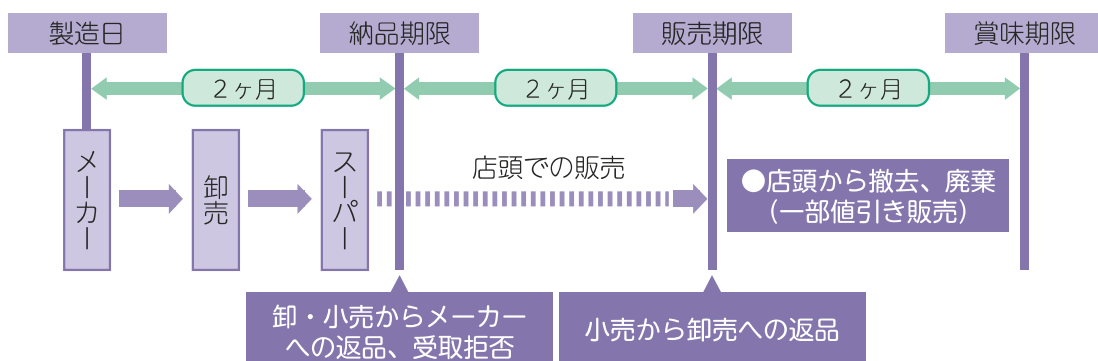 製造日
納品期限
販売期限
賞味期限
2ヶ月
2ヶ月
2ヶ月
メーカー
卸売
スーパー
店頭での販売
●店頭から撤去、廃棄
（一部値引き販売）
卸・小売からメーカー
への返品、受取拒否
小売から卸売への返品